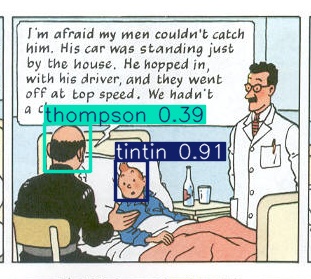 I'm afraid my men couldn't catch
him. His car was standing just
by the house. He hopped in,
with his driver, and they went
off at top speed. We hadn't
a
thompson 0.39
tintin 0.91